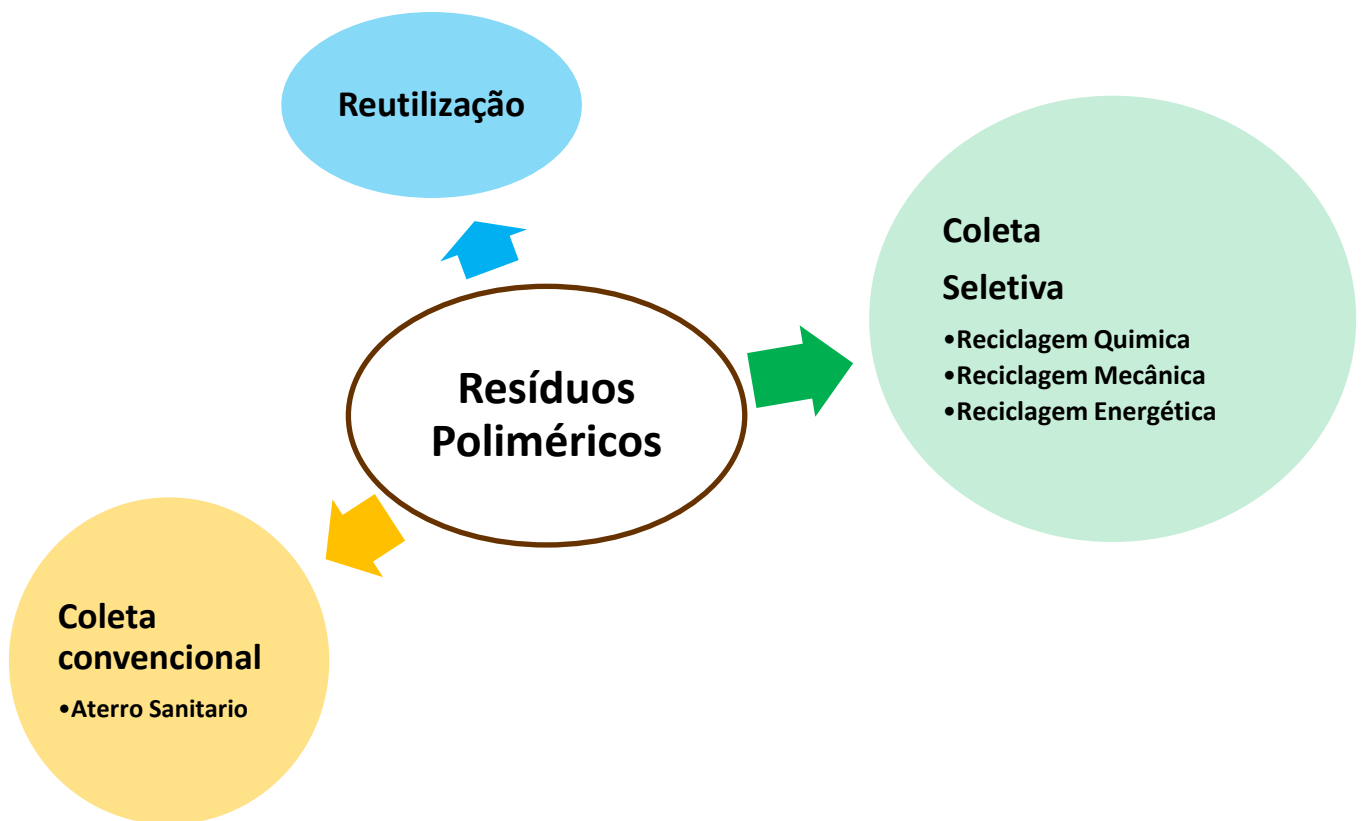 Reutilização
Coleta
Seletiva
•Reciclagem Quimica
•Reciclagem Mecânica
•Reciclagem Energética
Resíduos
Poliméricos
Coleta
convencional
•Aterro Sanitario